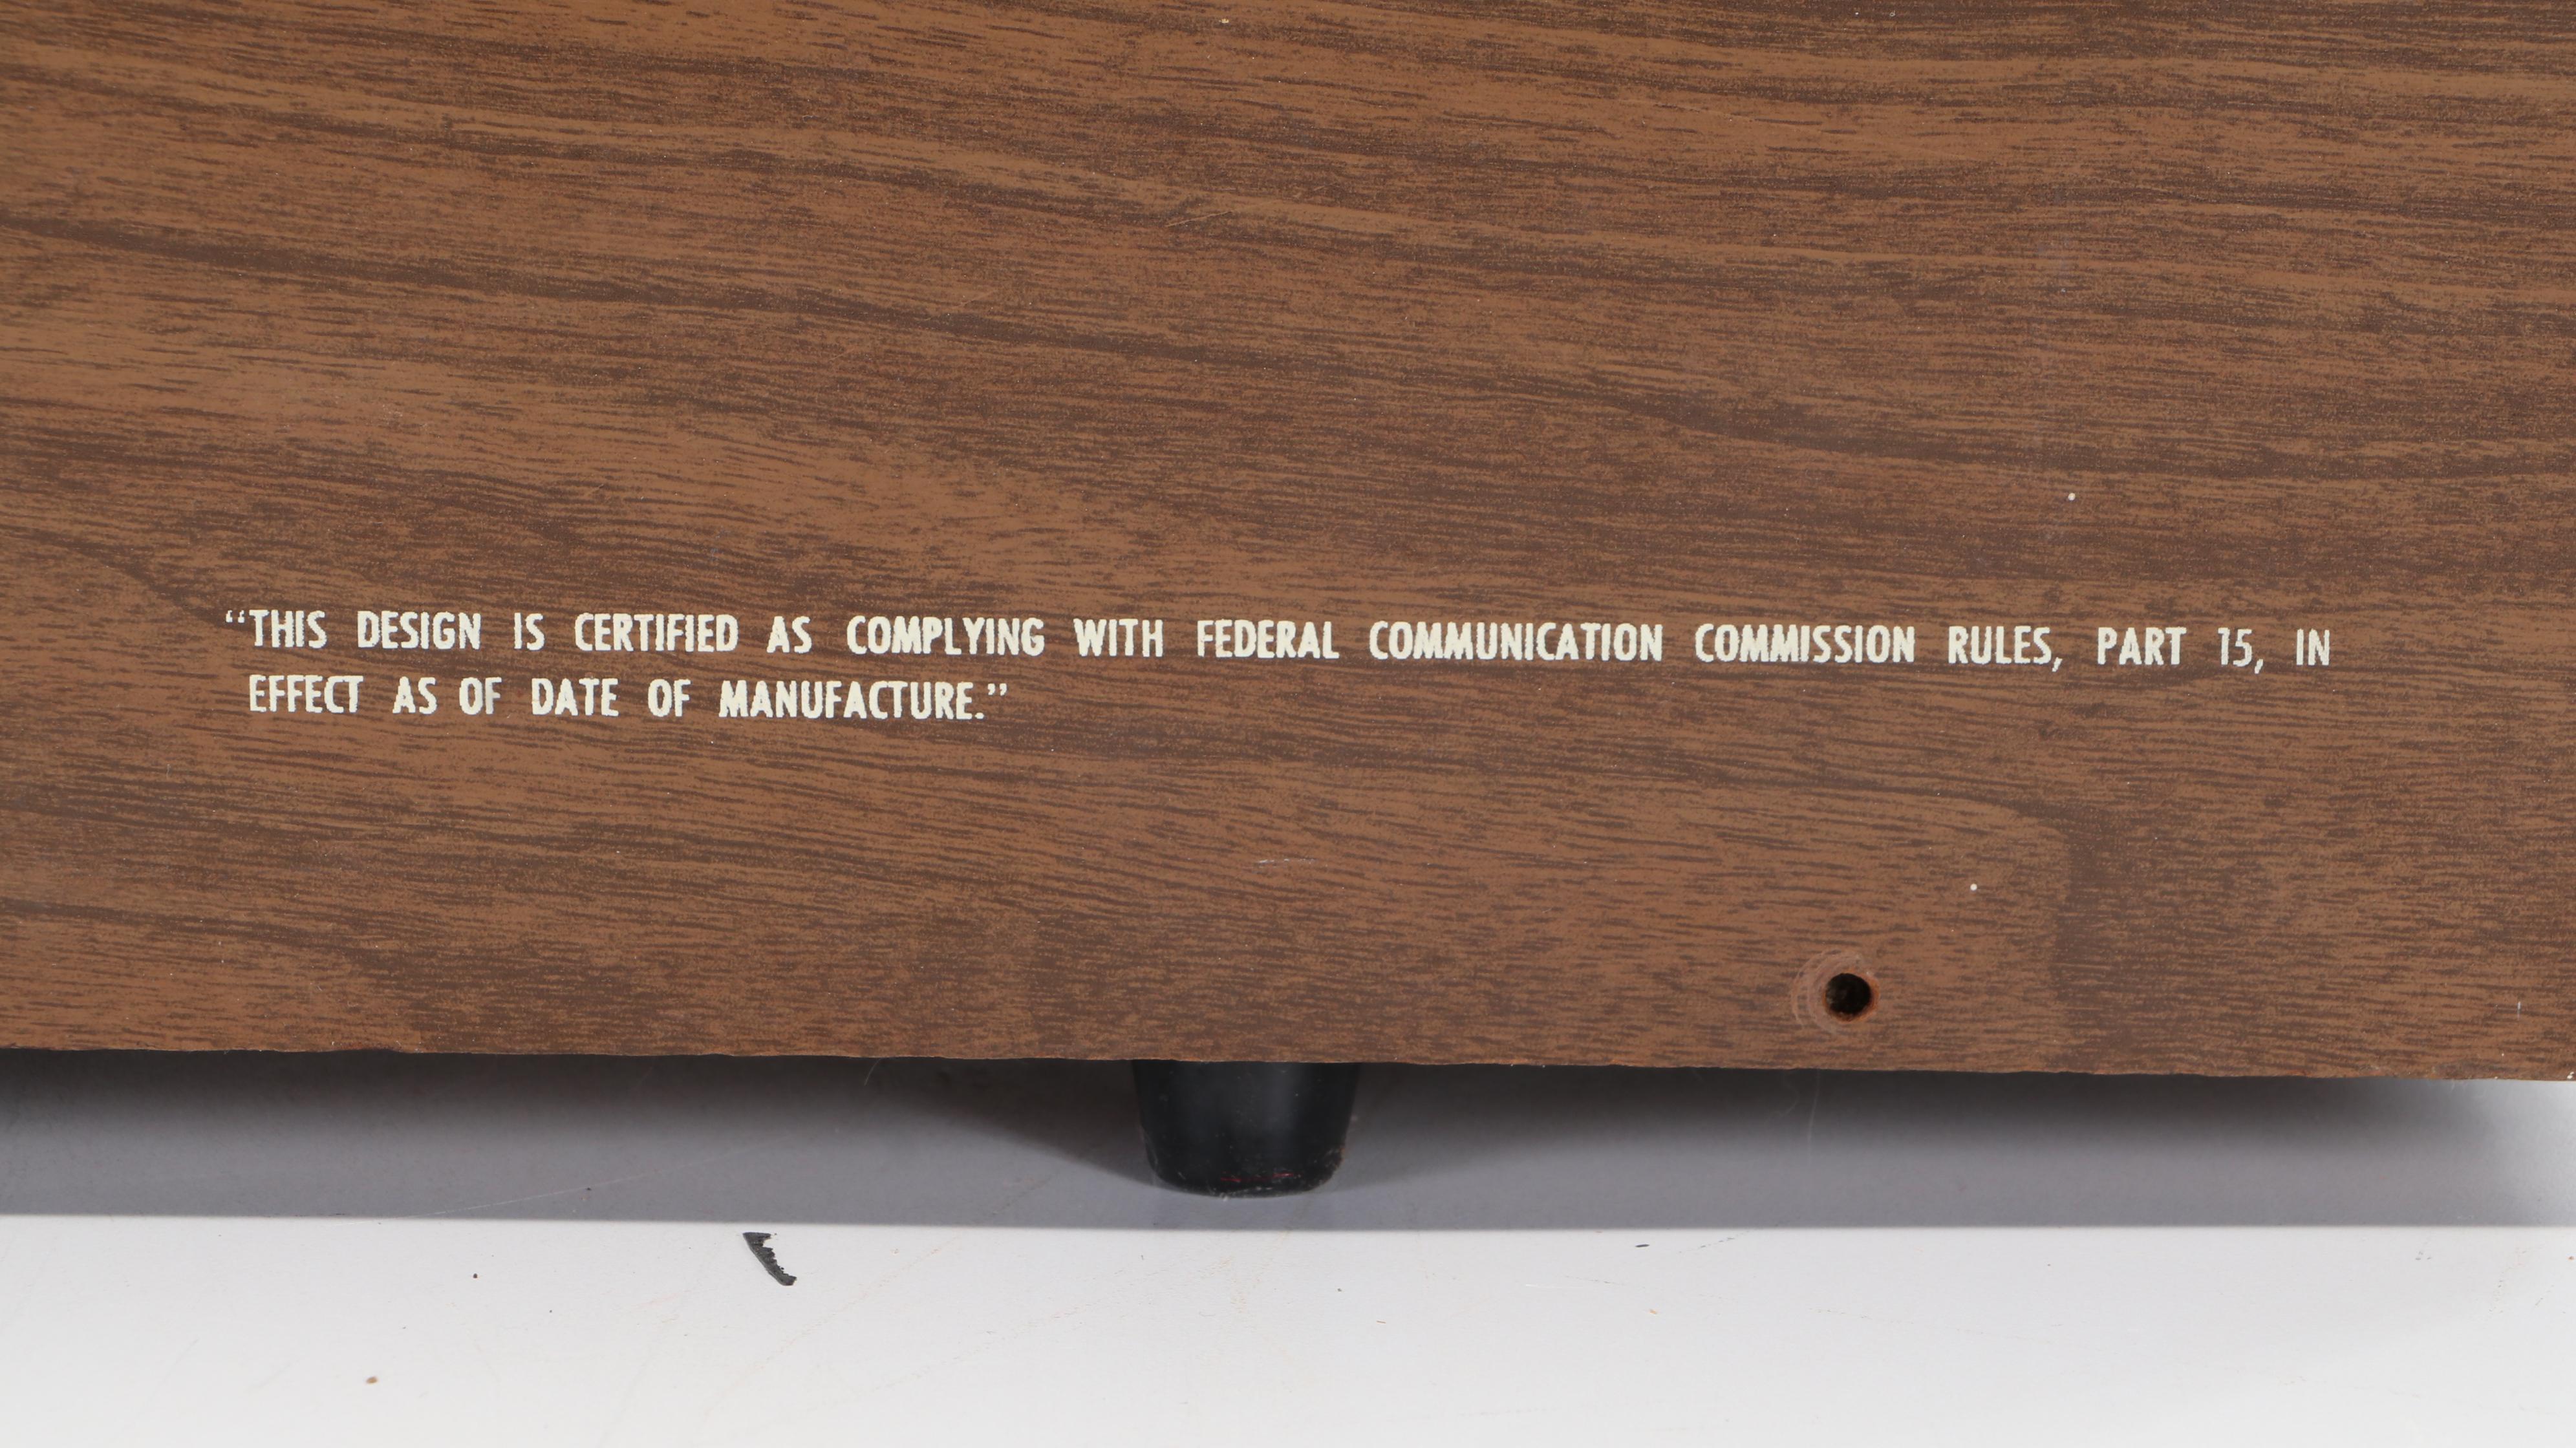 “THIS DESIGN IS CERTIFIED AS COMPLYING WITH FEDERAL COMMUNICATION COMMISSION RULES, PART 15, IN
EFFECT AS OF DATE OF MANUFACTURE.”